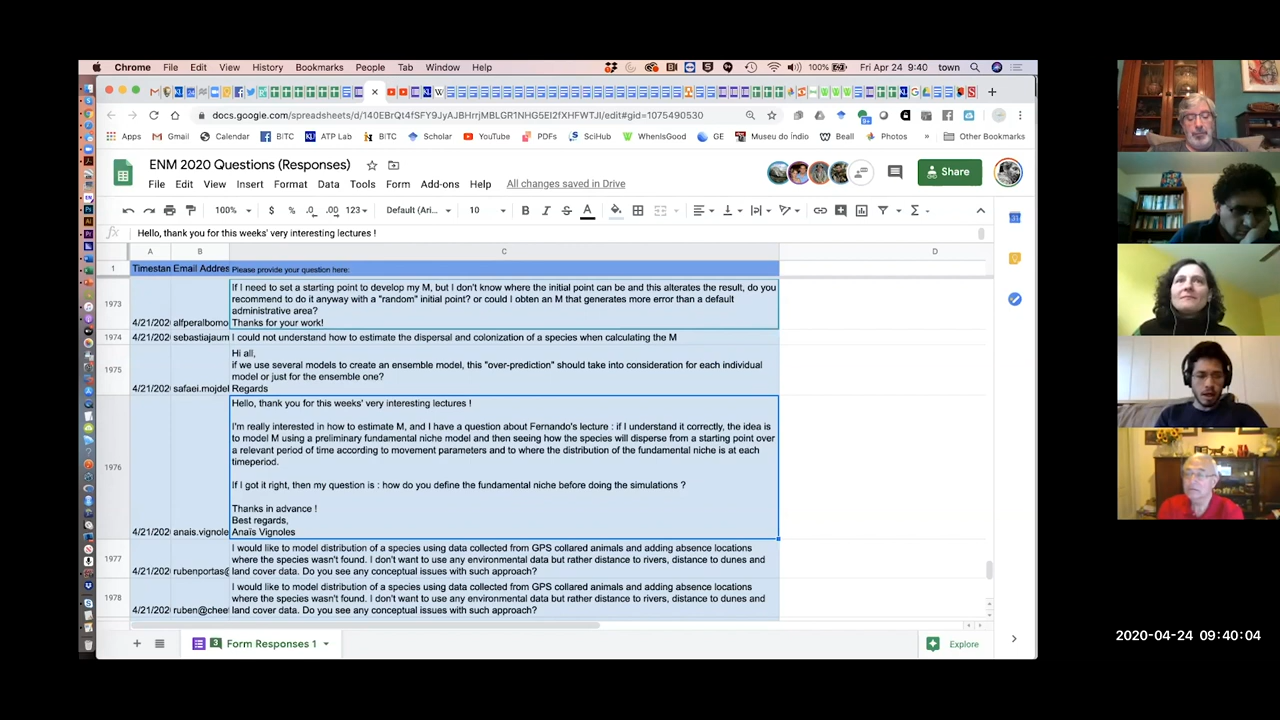 Chrome File Edit View History Bookmarks People Tab Window Help 100% Fri Apr 24 9:40 town
docs.google.com/spreadsheets/d/140EBrQt4fSFY9JyAJBHrrjMBLGR1NHG5EI2fXHFWTJI/edit#gid=1075490530
Apps Gmail Calendar BITC ATP Lab BITC Scholar YouTube PDFs SciHub WhenIsGood GE Museu do Índio Beall Photos » Other Bookmarks
ENM 2020 Questions (Responses)
File Edit View Insert Format Data Tools Form Add-ons Help All changes saved in Drive
Share
100% $ % .0 .00 123 Default (Ari... 10 B I S A
fx Hello, thank you for this weeks' very interesting lectures !
A B C D
1 Timestan Email Addres Please provide your question here:
1973
If I need to set a starting point to develop my M, but I don't know where the initial point can be and this alterates the result, do you
recommend to do it anyway with a "random" initial point? or could I obten an M that generates more error than a default
administrative area?
4/21/202 alfperalbomo Thanks for your work!
1974 4/21/202 sebastiajaum I could not understand how to estimate the dispersal and colonization of a species when calculating the M
1975
Hi all,
if we use several models to create an ensemble model, this "over-prediction" should take into consideration for each individual
model or just for the ensemble one?
4/21/202 safaei.mojdel Regards
1976
Hello, thank you for this weeks' very interesting lectures !
I'm really interested in how to estimate M, and I have a question about Fernando's lecture : if I understand it correctly, the idea is
to model M using a preliminary fundamental niche model and then seeing how the species will disperse from a starting point over
a relevant period of time according to movement parameters and to where the distribution of the fundamental niche is at each
timeperiod.
If I got it right, then my question is : how do you define the fundamental niche before doing the simulations ?
Thanks in advance !
Best regards,
4/21/202 anais.vignole Anaïs Vignoles
1977
I would like to model distribution of a species using data collected from GPS collared animals and adding absence locations
where the species wasn't found. I don't want to use any environmental data but rather distance to rivers, distance to dunes and
4/21/202 rubenportas@ land cover data. Do you see any conceptual issues with such approach?
1978
I would like to model distribution of a species using data collected from GPS collared animals and adding absence locations
where the species wasn't found. I don't want to use any environmental data but rather distance to rivers, distance to dunes and
4/21/202 ruben@chee land cover data. Do you see any conceptual issues with such approach?
3 Form Responses 1
Explore
2020-04-24 09:40:04